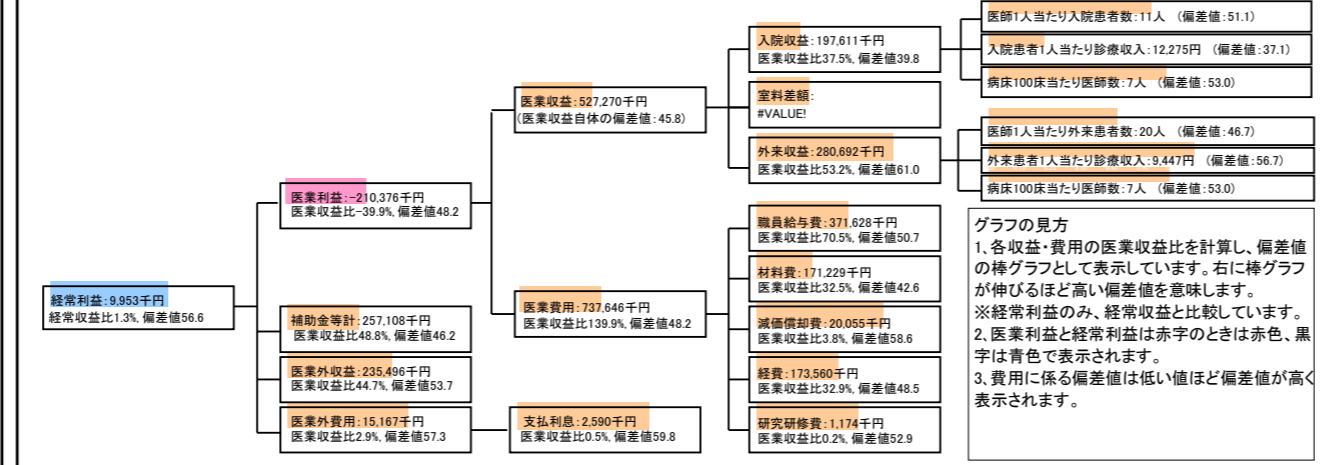 経常利益:9,953千円
経常収益比1.3%, 偏差値56.6
医業利益:-210,376千円
医業収益比-39.9%, 偏差値48.2
補助金等計:257,108千円
医業収益比48.8%, 偏差値46.2
医業外収益:235,496千円
医業収益比44.7%, 偏差値53.7
医業外費用:15,167千円
医業収益比2.9%, 偏差値57.3
医業収益:527,270千円
(医業収益自体の偏差値:45.8)
医業費用:737,646千円
医業収益比139.9%, 偏差値48.2
支払利息:2,590千円
医業収益比0.5%, 偏差値59.8
入院収益:197,611千円
医業収益比37.5%, 偏差値39.8
室料差額:
#VALUE!
外来収益:280,692千円
医業収益比53.2%, 偏差値61.0
職員給与費:371,628千円
医業収益比70.5%, 偏差値50.7
材料費:171,229千円
医業収益比32.5%, 偏差値42.6
減価償却費:20,055千円
医業収益比3.8%, 偏差値58.6
経費:173,560千円
医業収益比32.9%, 偏差値48.5
研究研修費:1,174千円
医業収益比0.2%, 偏差値52.9
医師1人当たり入院患者数:11人 (偏差値:51.1)
入院患者1人当たり診療収入:12,275円 (偏差値:37.1)
病床100床当たり医師数:7人 (偏差値:53.0)
医師1人当たり外来患者数:20人 (偏差値:46.7)
外来患者1人当たり診療収入:9,447円 (偏差値:56.7)
病床100床当たり医師数:7人 (偏差値:53.0)
グラフの見方
1、各収益・費用の医業収益比を計算し、偏差値
の棒グラフとして表示しています。右に棒グラフ
が伸びるほど高い偏差値を意味します。
※経常利益のみ、経常収益と比較しています。
2、医業利益と経常利益は赤字のときは赤色、黒
字は青色で表示されます。
3、費用に係る偏差値は低い値ほど偏差値が高く
表示されます。